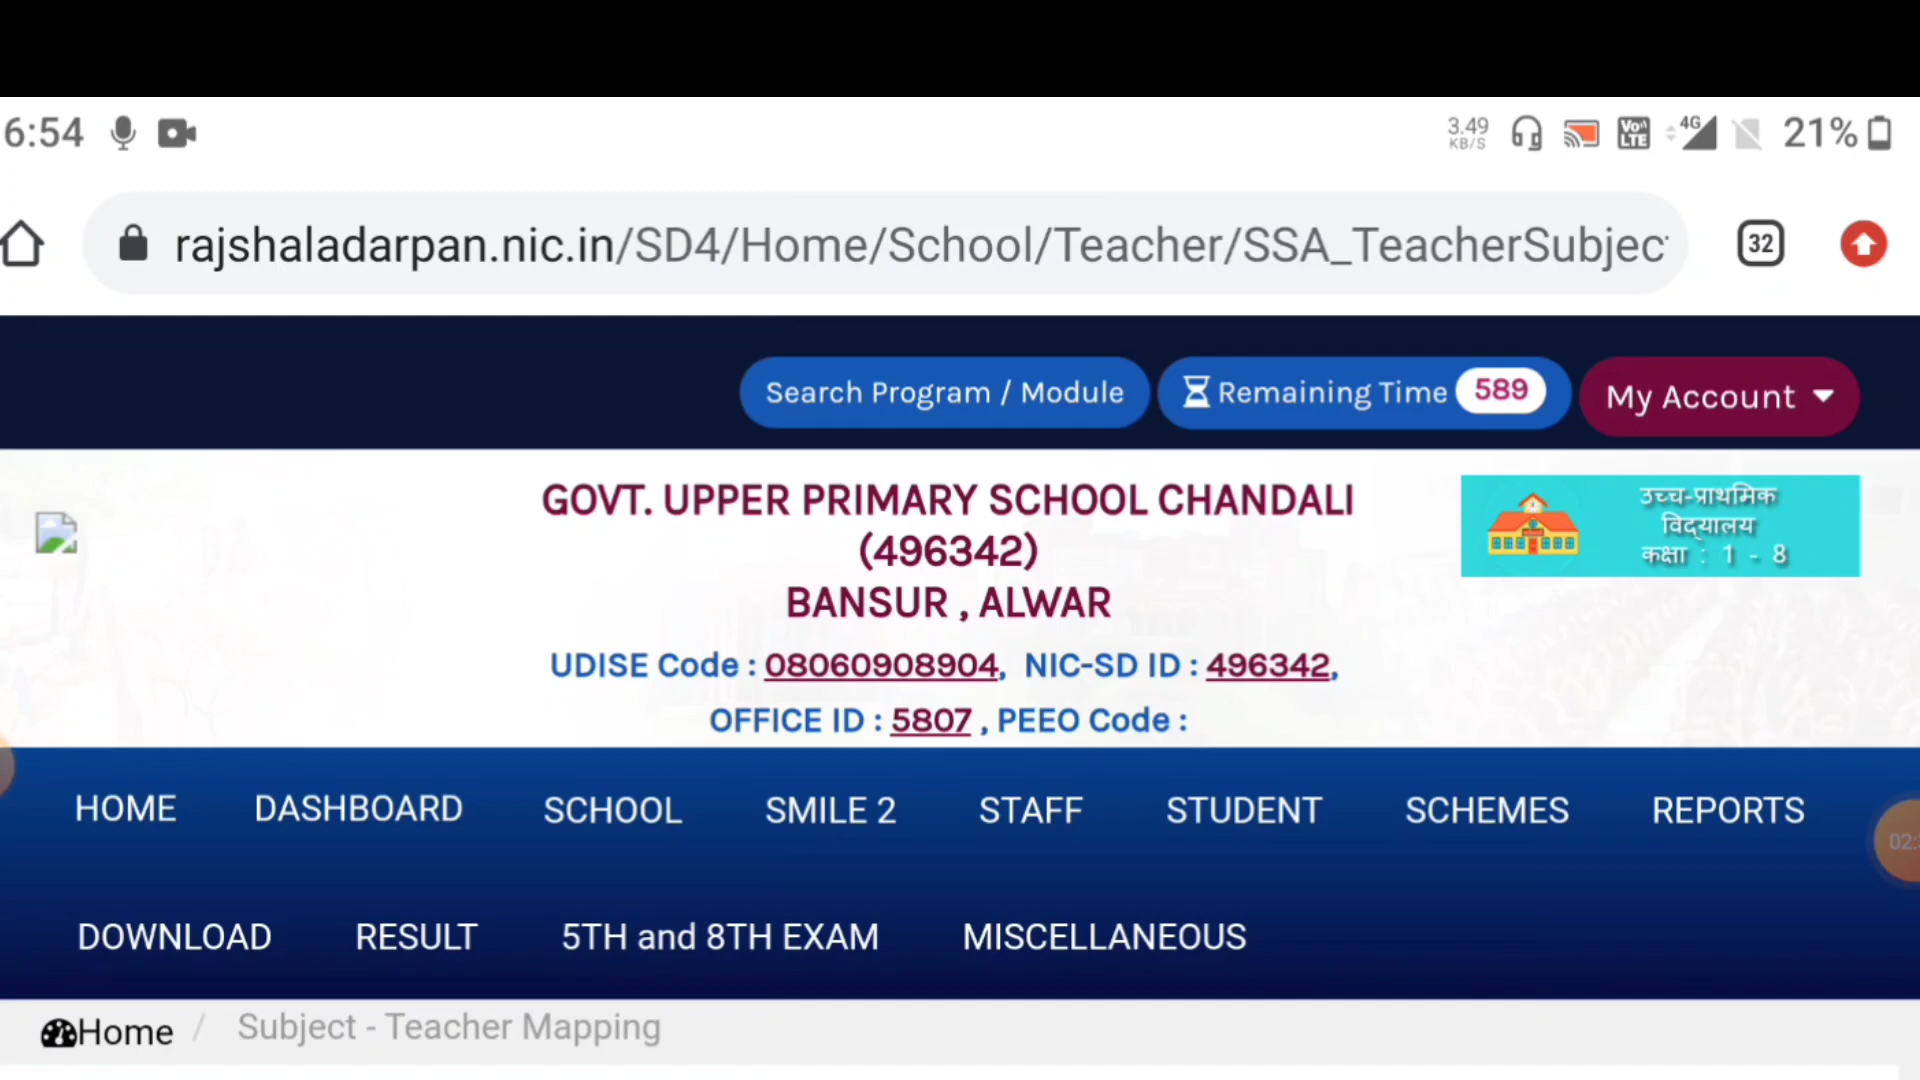 6:54 3.49 KB/S VoLTE 4G 21%
rajshaladarpan.nic.in/SD4/Home/School/Teacher/SSA_TeacherSubjec 32
Search Program / Module Remaining Time 589 My Account
GOVT. UPPER PRIMARY SCHOOL CHANDALI
(496342)
BANSUR , ALWAR
UDISE Code : 08060908904, NIC-SD ID : 496342,
OFFICE ID : 5807 , PEEO Code :
उच्च-प्राथमिक
विद्यालय
कक्षा : 1 - 8
HOME DASHBOARD SCHOOL SMILE 2 STAFF STUDENT SCHEMES REPORTS
02:
DOWNLOAD RESULT 5TH and 8TH EXAM MISCELLANEOUS
Home / Subject - Teacher Mapping